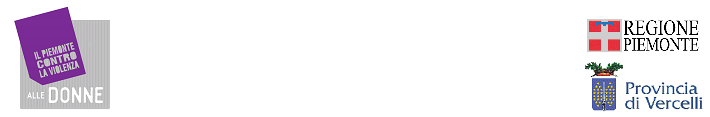 IL PIEMONTE
CONTRO
LA VIOLENZA
ALLE DONNE
REGIONE
PIEMONTE
Provincia
di Vercelli